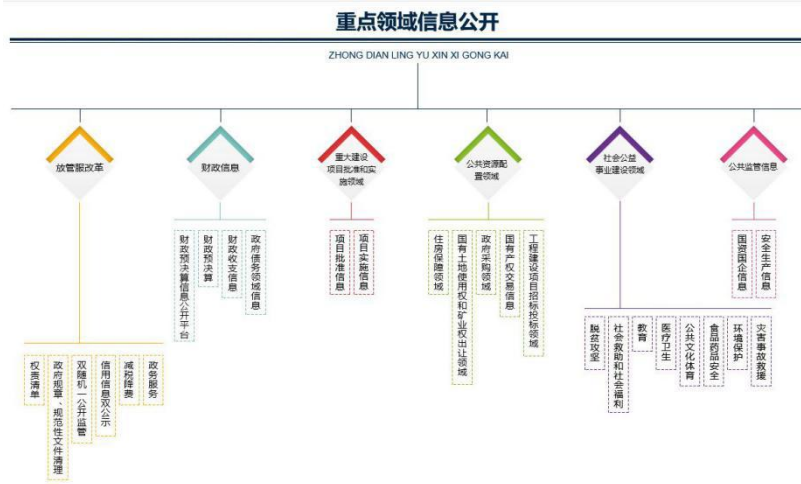 重点领域信息公开
ZHONG DIAN LING YU XIN XI GONG KAI
放管服改革
财政信息
重大建设
项目批准和实
施领域
公共资源配
置领域
社会公益
事业建设领域
公共监管信息
权责清单
政府规章、规范性文件清理
双随机一公开监管
信用信息双公示
减税降费
政务服务
财政预决算信息公开平台
财政预决算
财政收支信息
政府债务领域信息
项目批准信息
项目实施信息
住房保障领域
国有土地使用权和矿业权出让领域
政府采购领域
国有产权交易信息
工程建设项目招标投标领域
脱贫攻坚
社会救助和社会福利
教育
医疗卫生
公共文化体育
食品药品安全
环境保护
灾害事故救援
国资国企信息
安全生产信息